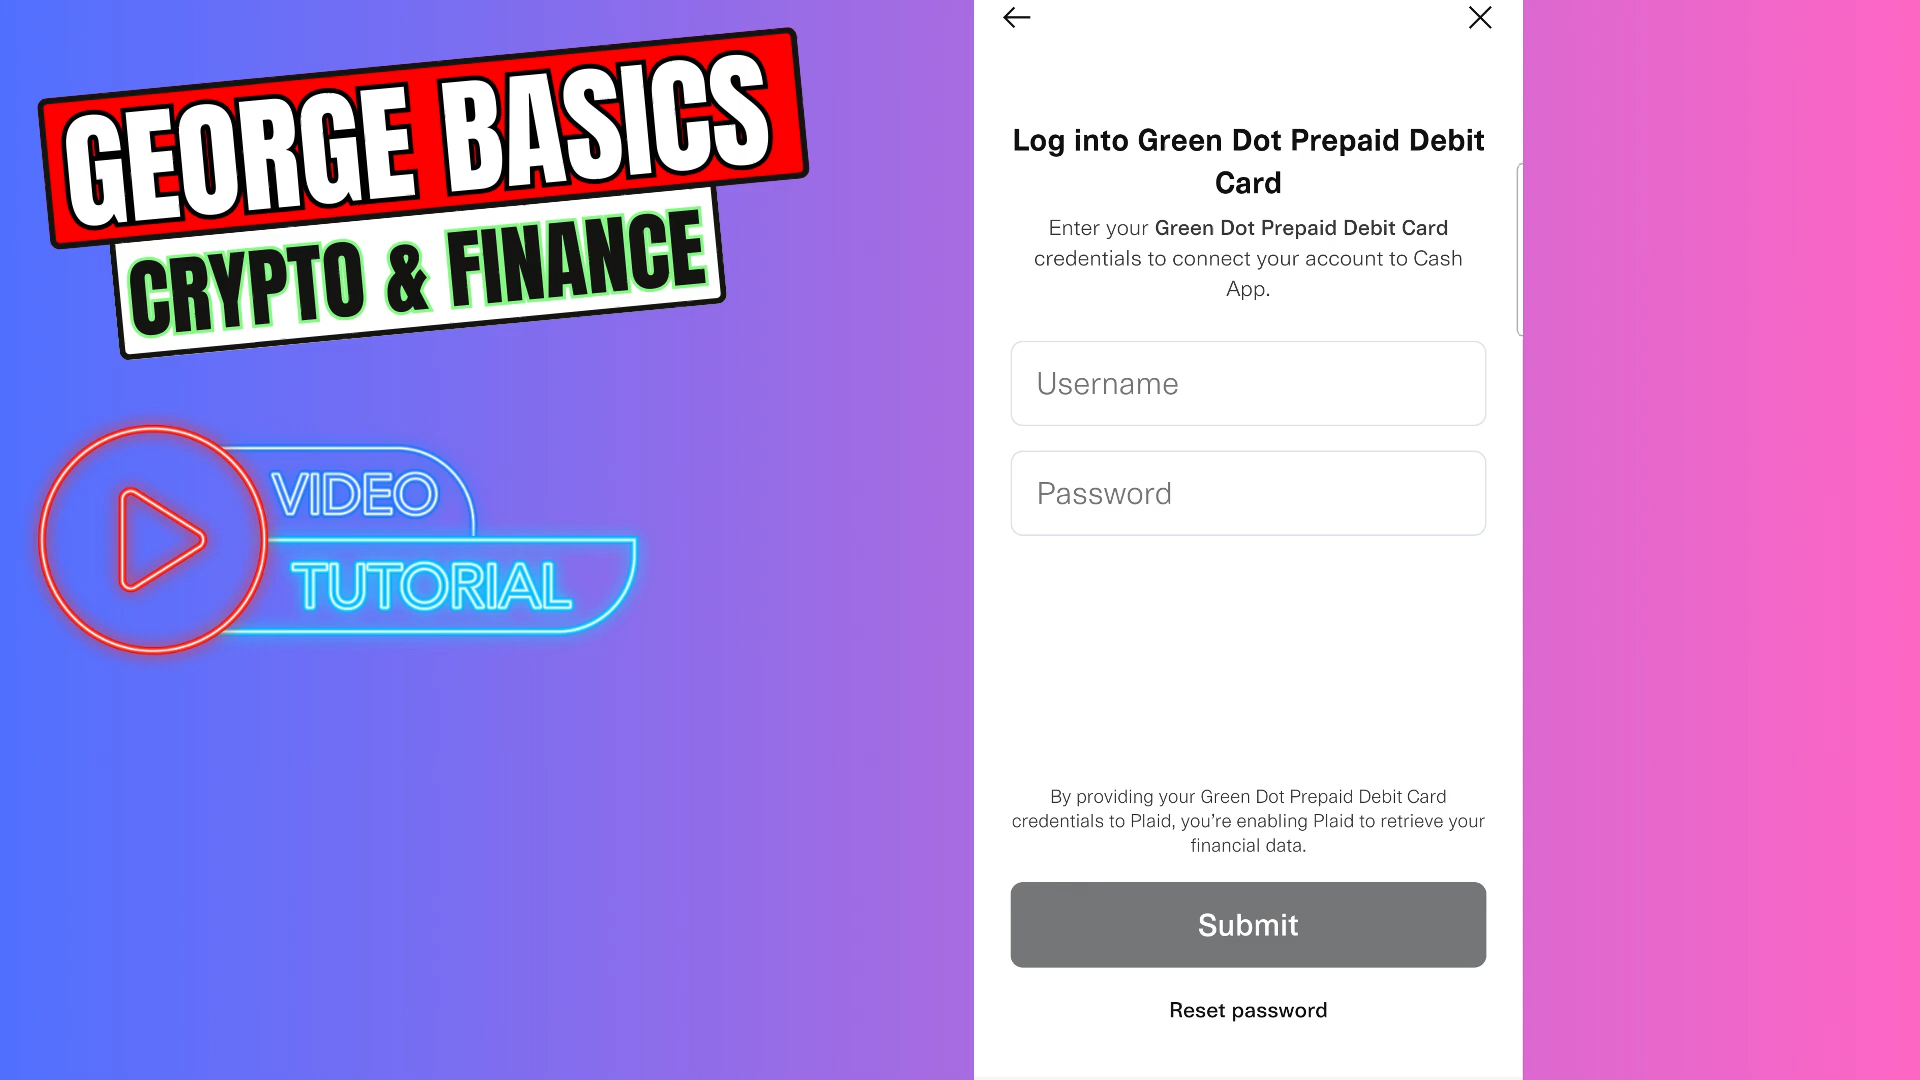 GEORGE BASICS
CRYPTO & FINANCE
VIDEO
TUTORIAL
Log into Green Dot Prepaid Debit
Card
Enter your Green Dot Prepaid Debit Card
credentials to connect your account to Cash
App.
Username
Password
By providing your Green Dot Prepaid Debit Card
credentials to Plaid, you’re enabling Plaid to retrieve your
financial data.
Submit
Reset password